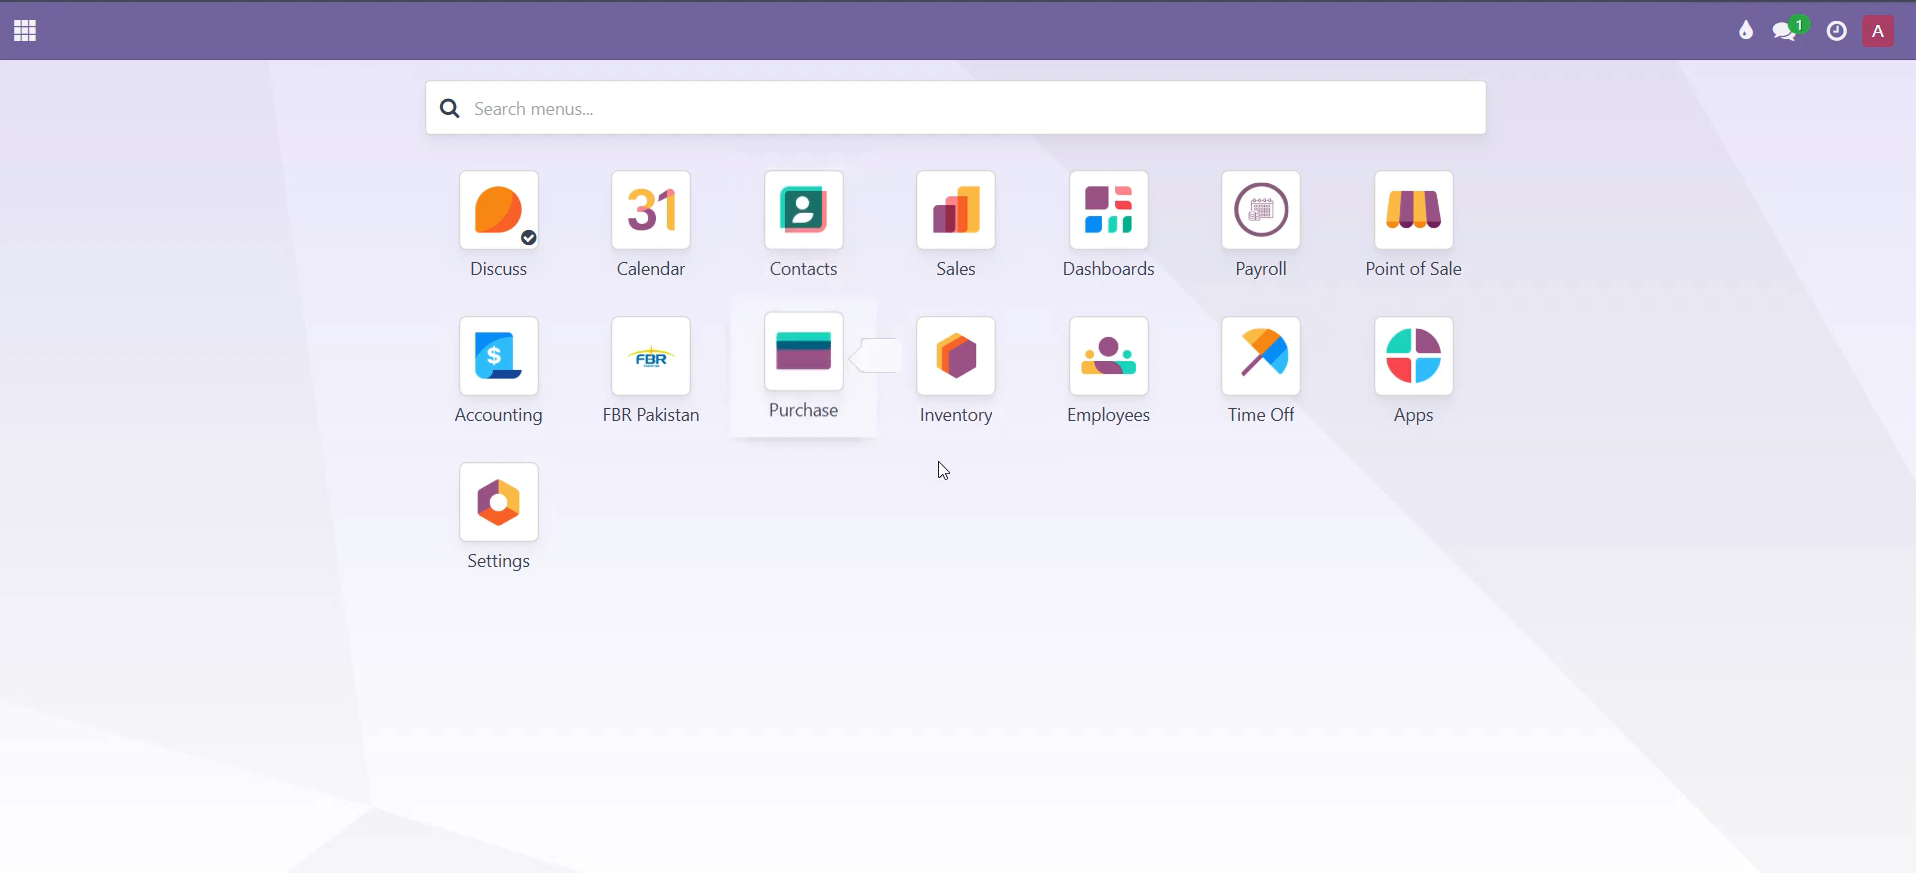 1
A
Search menus...
31
Discuss
Calendar
Contacts
Sales
Dashboards
Payroll
Point of Sale
$
FBR
Accounting
FBR Pakistan
Purchase
Inventory
Employees
Time Off
Apps
Settings